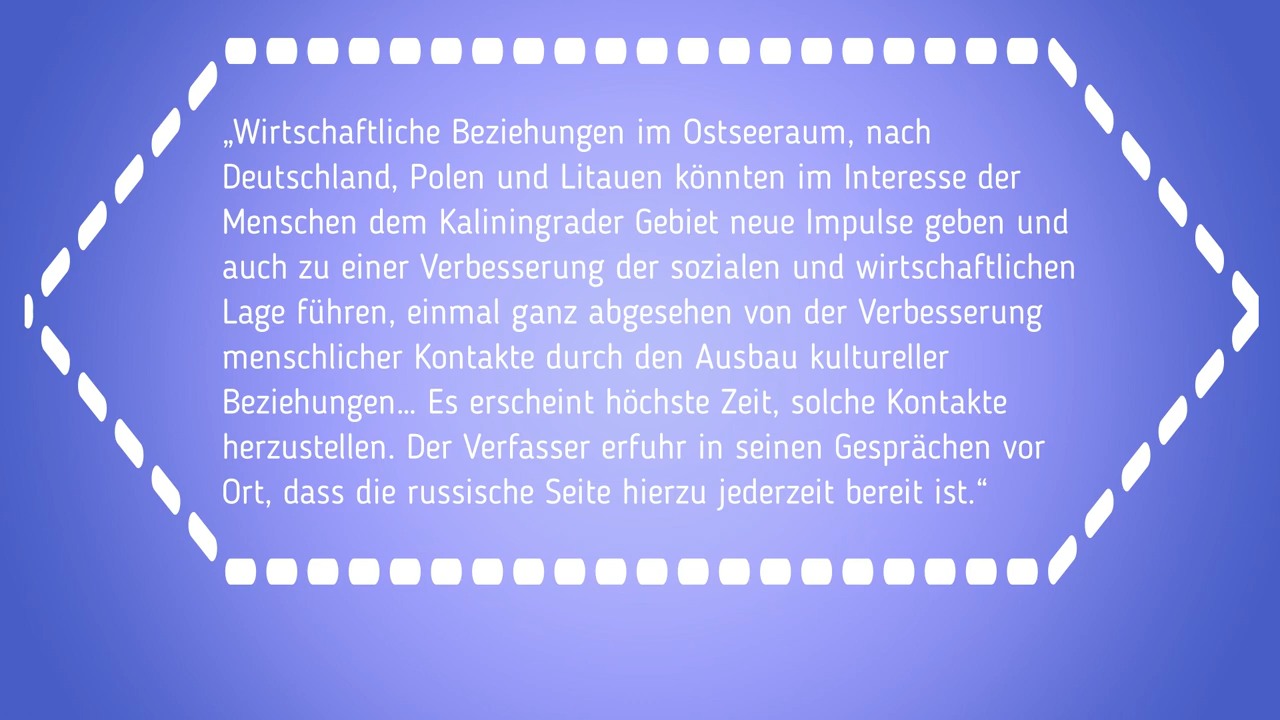 „Wirtschaftliche Beziehungen im Ostseeraum, nach
Deutschland, Polen und Litauen könnten im Interesse der
Menschen dem Kaliningrader Gebiet neue Impulse geben und
auch zu einer Verbesserung der sozialen und wirtschaftlichen
Lage führen, einmal ganz abgesehen von der Verbesserung
menschlicher Kontakte durch den Ausbau kultureller
Beziehungen... Es erscheint höchste Zeit, solche Kontakte
herzustellen. Der Verfasser erfuhr in seinen Gesprächen vor
Ort, dass die russische Seite hierzu jederzeit bereit ist.“